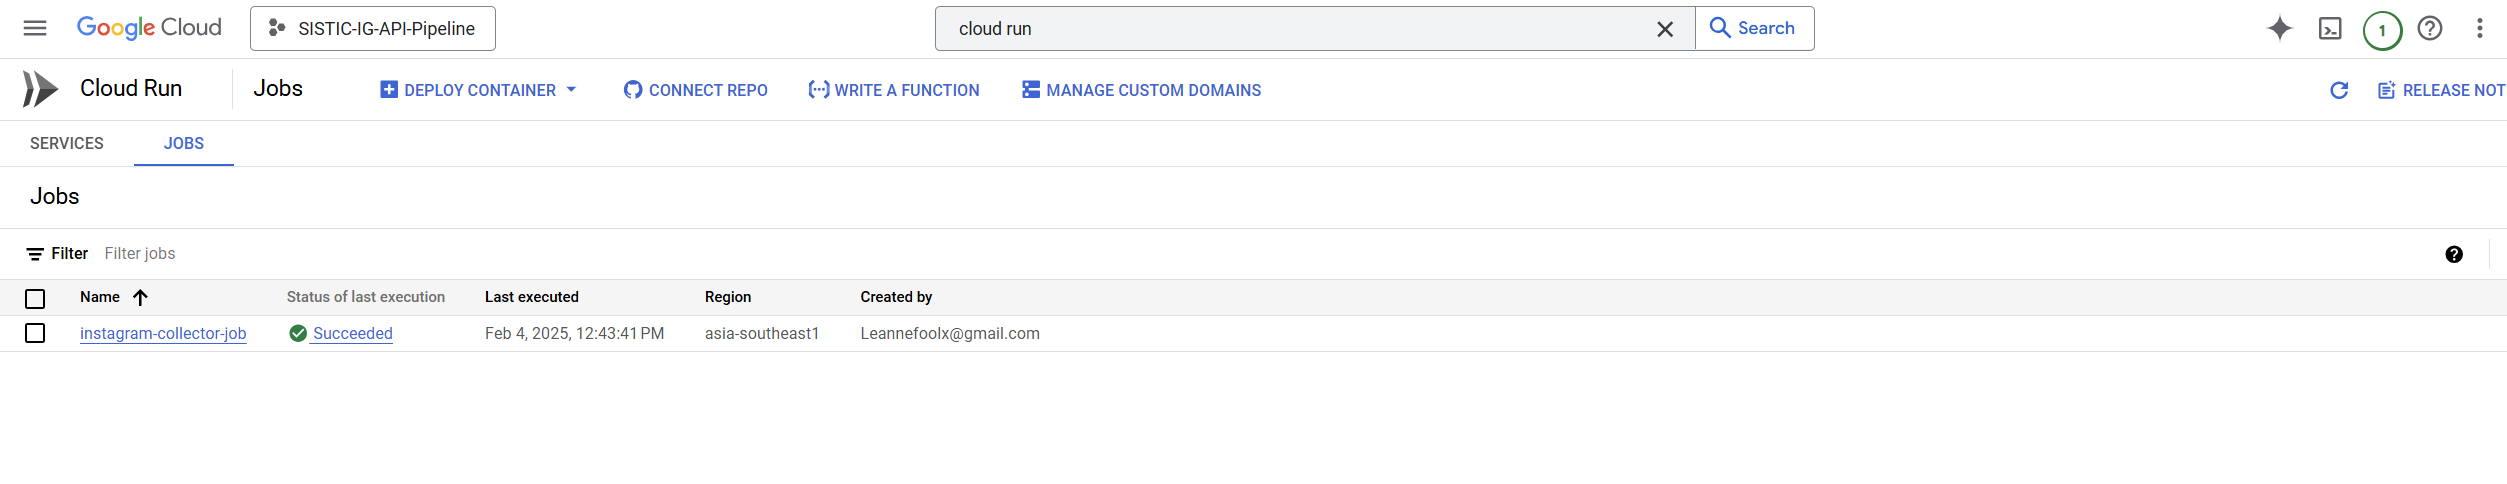 Google Cloud SISTIC-IG-API-Pipeline cloud run Search 1
Cloud Run Jobs DEPLOY CONTAINER CONNECT REPO WRITE A FUNCTION MANAGE CUSTOM DOMAINS RELEASE NOT
SERVICES JOBS
Jobs
Filter Filter jobs
Name Status of last execution Last executed Region Created by
instagram-collector-job Succeeded Feb 4, 2025, 12:43:41 PM asia-southeast1 Leannefoolx@gmail.com